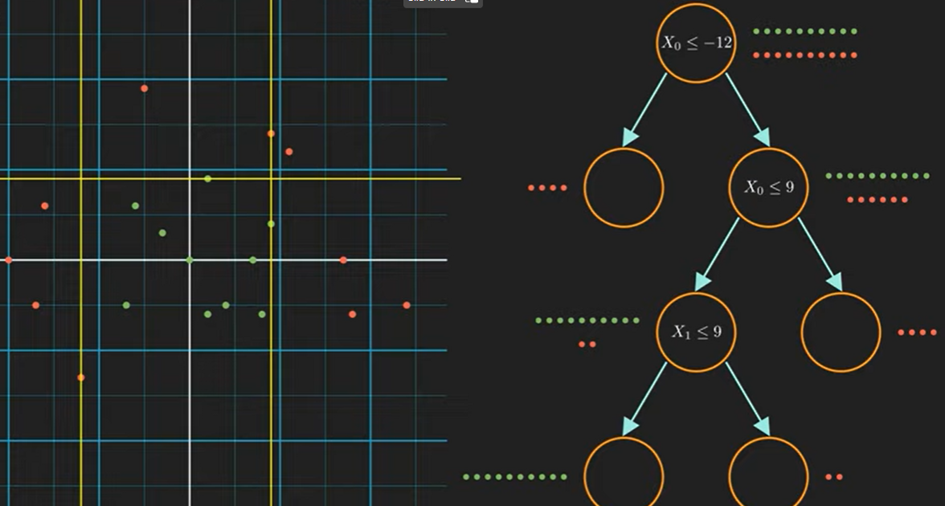 X₀ ≤ −12
X₀ ≤ 9
X₁ ≤ 9